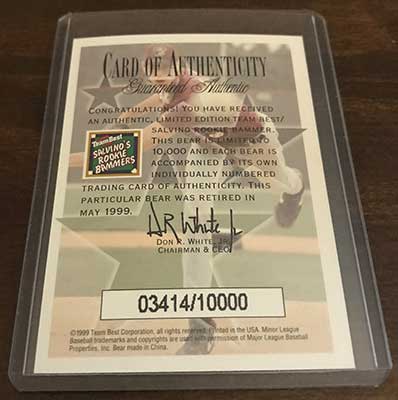 CARD OF AUTHENTICITY
Guaranteed Authentic
CONGRATULATIONS! YOU HAVE RECEIVED
AN AUTHENTIC, LIMITED EDITION TEAM BEST/
SALVINO ROOKIE BAMMER.
THIS BEAR IS LIMITED TO
10,000 AND EACH BEAR IS
ACCOMPANIED BY ITS OWN
INDIVIDUALLY NUMBERED
TRADING CARD OF AUTHENTICITY. THIS
PARTICULAR BEAR WAS RETIRED IN
MAY 1999.
Team Best
SALVINO'S
ROOKIE
BAMMERS
DR White Jr
DON R. WHITE, JR.
CHAIRMAN & CEO
03414/10000
©1999 Team Best Corporation, all rights reserved. Printed in the USA. Minor League
Baseball trademarks and copyrights are used with permission of Major League Baseball
Properties, Inc. Bear made in China.